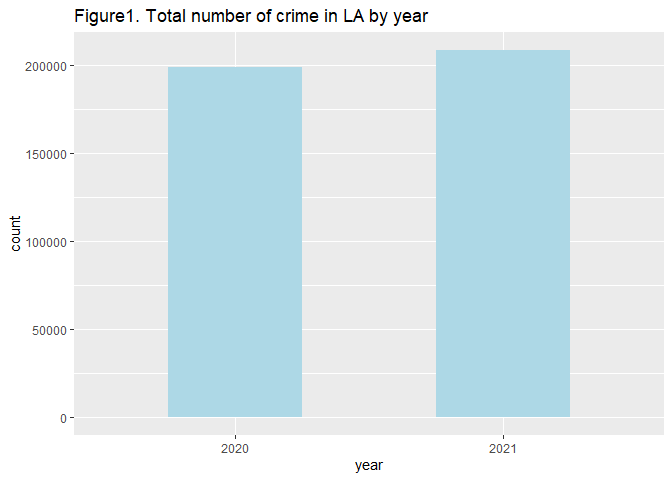 Figure1. Total number of crime in LA by year
200000
150000
100000
50000
0
count
2020 2021
year